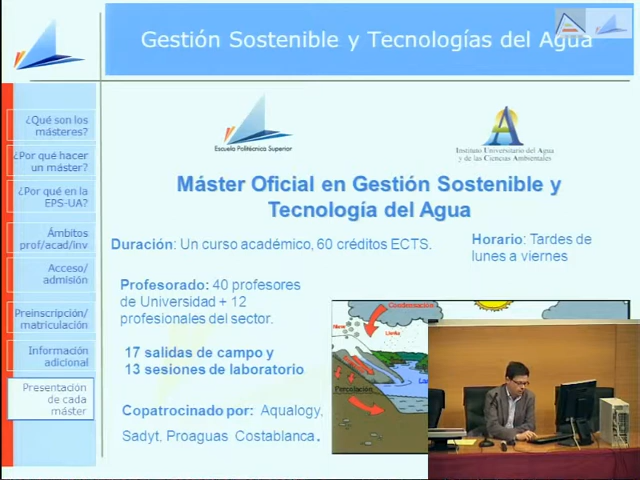 Gestión Sostenible y Tecnologías del Agua
¿Qué son los
másteres?
¿Por qué hacer
un máster?
¿Por qué en la
EPS-UA?
Ámbitos
prof/acad/inv
Acceso/
admisión
Preinscripción/
matriculación
Información
adicional
Presentación
de cada
máster
Escuela Politécnica Superior
Instituto Universitario del Agua
y de las Ciencias Ambientales
Máster Oficial en Gestión Sostenible y
Tecnología del Agua
Duración: Un curso académico, 60 créditos ECTS.
Horario: Tardes de
lunes a viernes
Profesorado: 40 profesores
de Universidad + 12
profesionales del sector.
17 salidas de campo y
13 sesiones de laboratorio
Copatrocinado por: Aqualogy,
Sadyt, Proaguas Costablanca.
Condensación
Nieve
Lluvia
Percolación